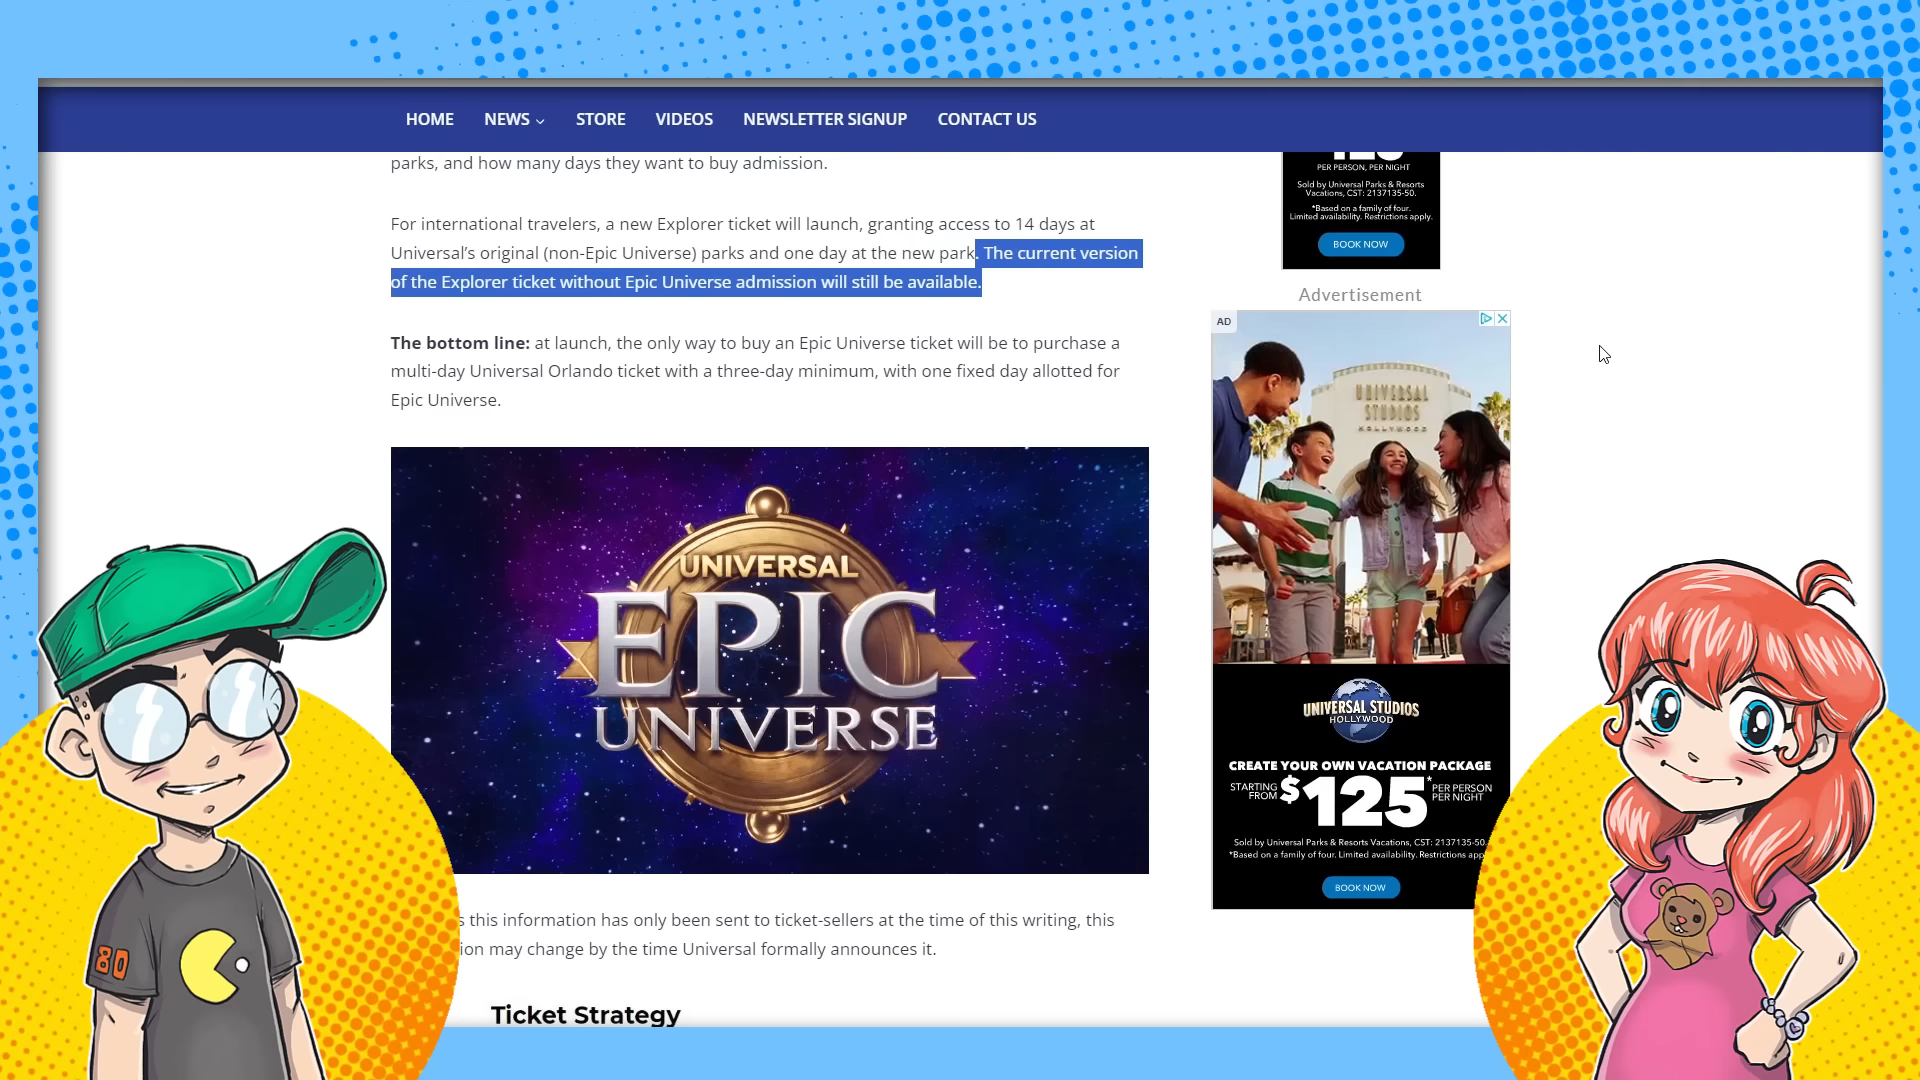 HOME NEWS STORE VIDEOS NEWSLETTER SIGNUP CONTACT US
parks, and how many days they want to buy admission.
For international travelers, a new Explorer ticket will launch, granting access to 14 days at
Universal's original (non-Epic Universe) parks and one day at the new park. The current version
of the Explorer ticket without Epic Universe admission will still be available.
The bottom line: at launch, the only way to buy an Epic Universe ticket will be to purchase a
multi-day Universal Orlando ticket with a three-day minimum, with one fixed day allotted for
Epic Universe.
UNIVERSAL
EPIC
UNIVERSE
s this information has only been sent to ticket-sellers at the time of this writing, this
ion may change by the time Universal formally announces it.
Ticket Strategy
PER PERSON, PER NIGHT
Sold by Universal Parks & Resorts
Vacations, CST: 2137135-50.
*Based on a family of four.
Limited availability. Restrictions apply.
BOOK NOW
Advertisement
AD
UNIVERSAL
STUDIOS
HOLLYWOOD
UNIVERSAL STUDIOS
HOLLYWOOD
CREATE YOUR OWN VACATION PACKAGE
STARTING FROM $125* PER PERSON PER NIGHT
Sold by Universal Parks & Resorts Vacations, CST: 2137135-50.
*Based on a family of four. Limited availability. Restrictions app
BOOK NOW
80